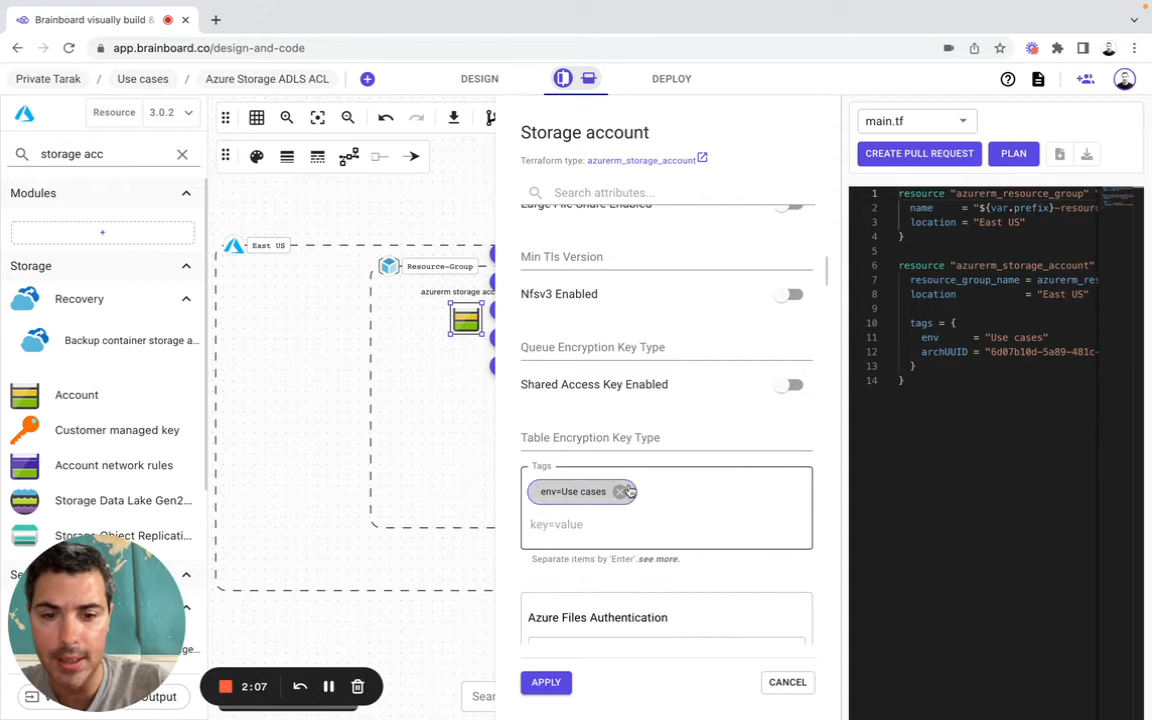 Brainboard visually build &
app.brainboard.co/design-and-code
Private Tarak / Use cases / Azure Storage ADLS ACL
DESIGN
DEPLOY
Resource 3.0.2
storage acc
Modules
+
Storage
Recovery
Backup container storage a...
Account
Customer managed key
Account network rules
Storage Data Lake Gen2...
Storage Object Replicati...
Output
East US
Resource-Group
azurerm storage acc
2:07
Storage account
Terraform type: azurerm_storage_account
Search attributes...
Large File Share Enabled
Min Tls Version
Nfsv3 Enabled
Queue Encryption Key Type
Shared Access Key Enabled
Table Encryption Key Type
Tags
env=Use cases
key=value
Separate items by 'Enter'. see more.
Azure Files Authentication
APPLY
CANCEL
main.tf
CREATE PULL REQUEST
PLAN
1 resource "azurerm_resource_group"
2 name = "${var.prefix}-resourc
3 location = "East US"
4 }
5
6 resource "azurerm_storage_account"
7 resource_group_name = azurerm_res
8 location = "East US"
9
10 tags = {
11 env = "Use cases"
12 archUUID = "6d07b10d-5a89-481c-
13 }
14 }